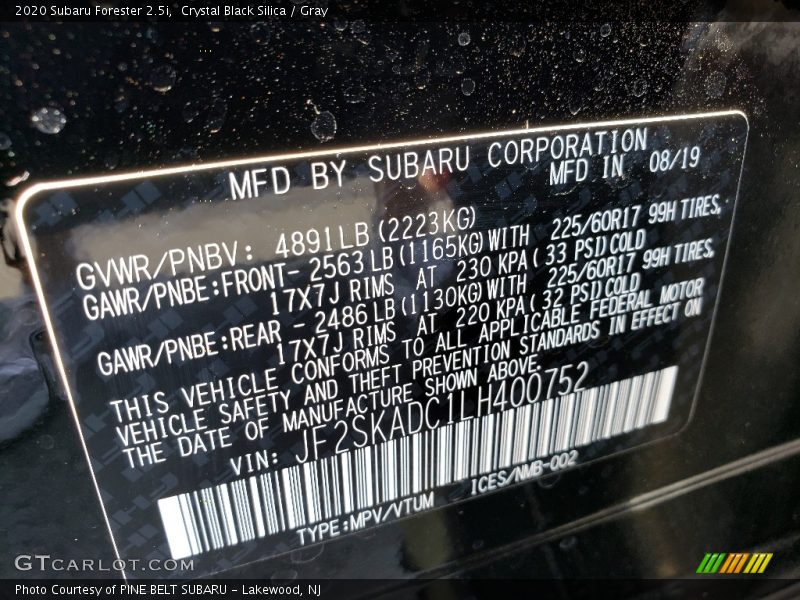 2020 Subaru Forester 2.5i, Crystal Black Silica / Gray
MFD BY SUBARU CORPORATION
MFD IN 08/19
GVWR/PNBV: 4891LB (2223KG)
GAWR/PNBE:FRONT- 2563 LB (1165KG) WITH 225/60R17 99H TIRES,
17X7J RIMS AT 230 KPA ( 33 PSI) COLD
GAWR/PNBE:REAR - 2486 LB (1130KG) WITH 225/60R17 99H TIRES,
17X7J RIMS AT 220 KPA ( 32 PSI) COLD
THIS VEHICLE CONFORMS TO ALL APPLICABLE FEDERAL MOTOR
VEHICLE SAFETY AND THEFT PREVENTION STANDARDS IN EFFECT ON
THE DATE OF MANUFACTURE SHOWN ABOVE.
VIN: JF2SKADC1LH400752
TYPE:MPV/VTUM ICES/NMB-002
GTCARLOT.COM
Photo Courtesy of PINE BELT SUBARU - Lakewood, NJ